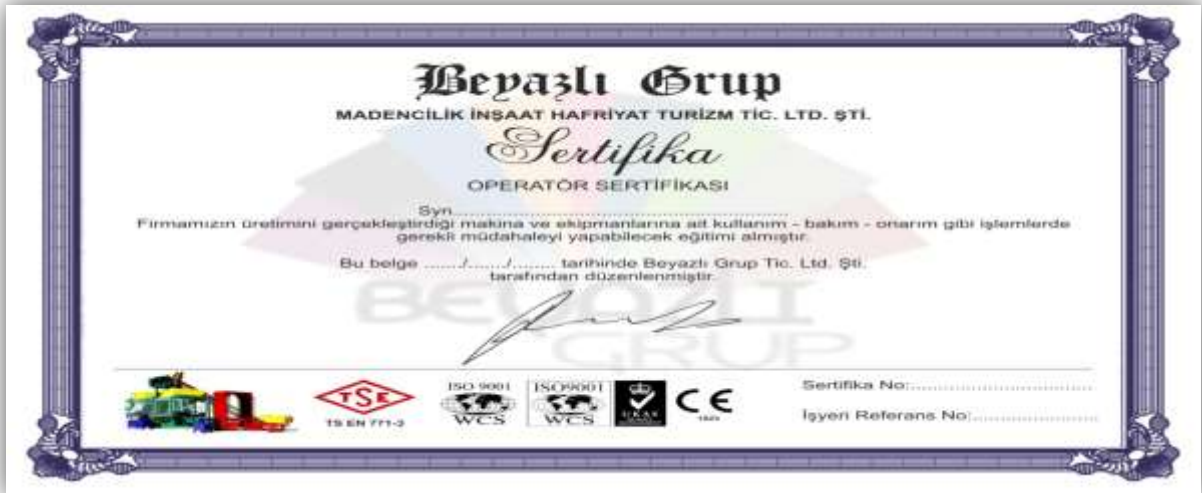 Beyazlı Grup
MADENCİLİK İNŞAAT HAFRİYAT TURİZM TİC. LTD. ŞTİ.
Sertifika
OPERATÖR SERTİFİKASI
Syn................................................................
Firmamızın üretimini gerçekleştirdiği makina ve ekipmanlarına ait kullanım - bakım - onarım gibi işlemlerde
gerekli müdahaleyi yapabilecek eğitimi almıştır.
Bu belge ......./......./........ tarihinde Beyazlı Grup Tic. Ltd. Şti.
tarafından düzenlenmiştir.
BEYAZLI
GRUP
TSE
TS EN 771-3
ISO 9001
WCS
ISO9001
WCS
UKAS
CE
Sertifika No:..............................
İşyeri Referans No:.....................